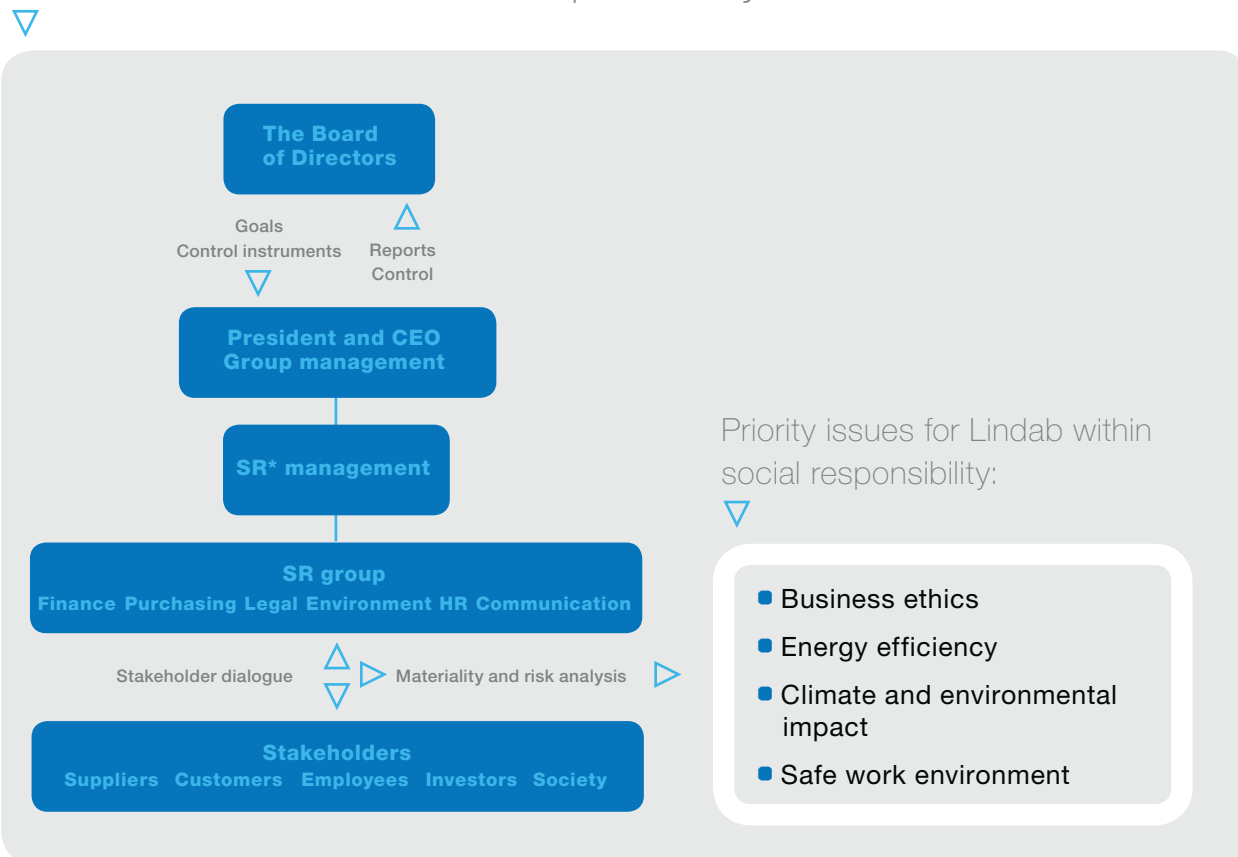 The Board
of Directors
Goals
Control instruments
Reports
Control
President and CEO
Group management
SR* management
SR group
Finance Purchasing Legal Environment HR Communication
Stakeholder dialogue
Materiality and risk analysis
Stakeholders
Suppliers Customers Employees Investors Society
Priority issues for Lindab within
social responsibility:
Business ethics
Energy efficiency
Climate and environmental
impact
Safe work environment